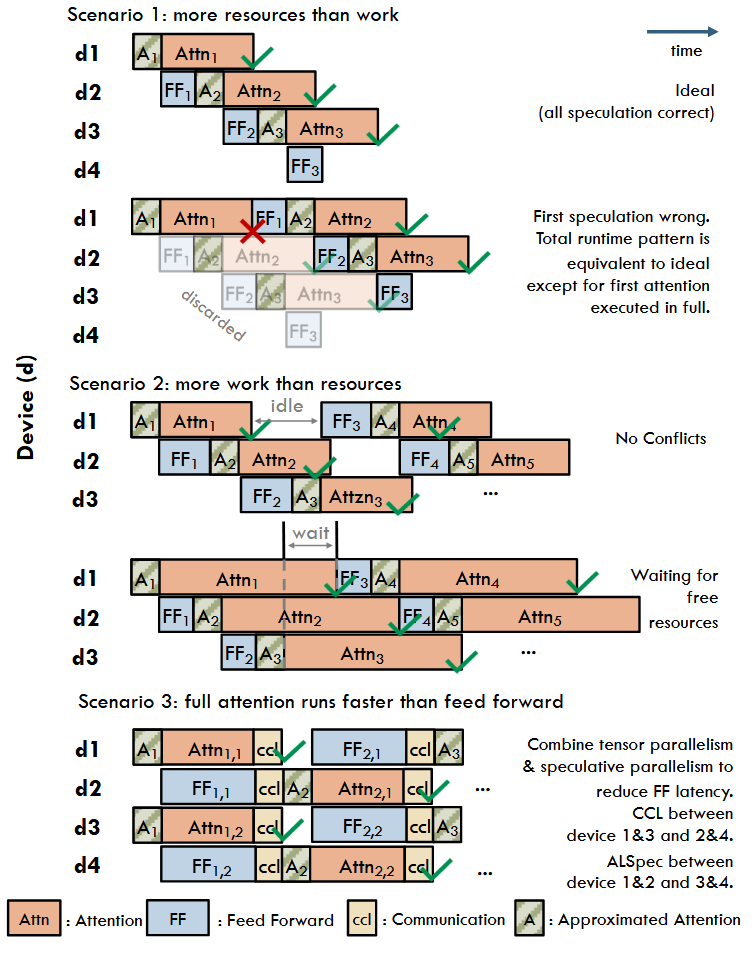 Scenario 1: more resources than work
time
d1 A1 Attn1
d2 FF1 A2 Attn2
d3 FF2 A3 Attn3
d4 FF3
Ideal
(all speculation correct)
d1 A1 Attn1 FF1 A2 Attn2
d2 FF1 A2 Attn2 FF2 A3 Attn3
d3 FF2 A3 Attn3 FF3
d4 FF3
discarded
First speculation wrong.
Total runtime pattern is
equivalent to ideal
except for first attention
executed in full.
Device (d)
Scenario 2: more work than resources
d1 A1 Attn1 idle FF3 A4 Attn4
d2 FF1 A2 Attn2 FF4 A5 Attn5
d3 FF2 A3 Attzn3 ...
No Conflicts
wait
d1 A1 Attn1 FF3 A4 Attn4
d2 FF1 A2 Attn2 FF4 A5 Attn5
d3 FF2 A3 Attn3 ...
Waiting for
free
resources
Scenario 3: full attention runs faster than feed forward
d1 A1 Attn1,1 ccl FF2,1 ccl A3
d2 FF1,1 ccl A2 Attn2,1 ccl ...
d3 A1 Attn1,2 ccl FF2,2 ccl A3
d4 FF1,2 ccl A2 Attn2,2 ccl ...
Combine tensor parallelism
& speculative parallelism to
reduce FF latency.
CCL between
device 1&3 and 2&4.
ALSpec between
device 1&2 and 3&4.
Attn : Attention FF : Feed Forward ccl : Communication A : Approximated Attention